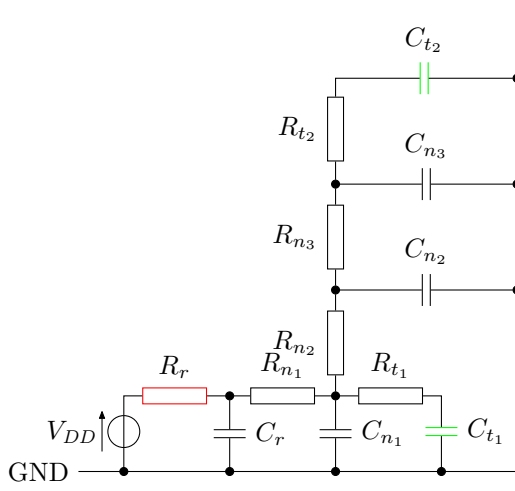 C_{t_2}
R_{t_2}
C_{n_3}
R_{n_3}
C_{n_2}
R_{n_2}
R_r
R_{n_1}
R_{t_1}
V_{DD}
C_r
C_{n_1}
C_{t_1}
GND